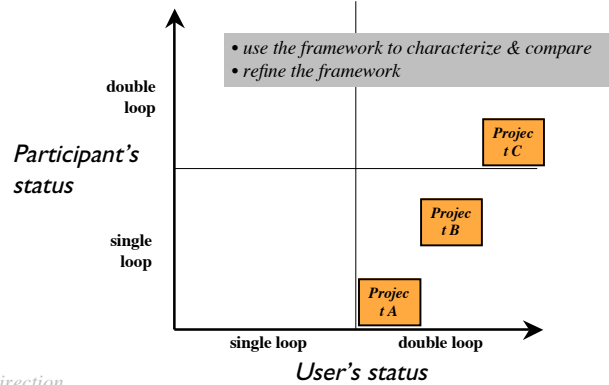 • use the framework to characterize & compare
• refine the framework
double
loop
Projec
t C
Participant's
status
Projec
t B
single
loop
Projec
t A
single loop
double loop
User's status
irection